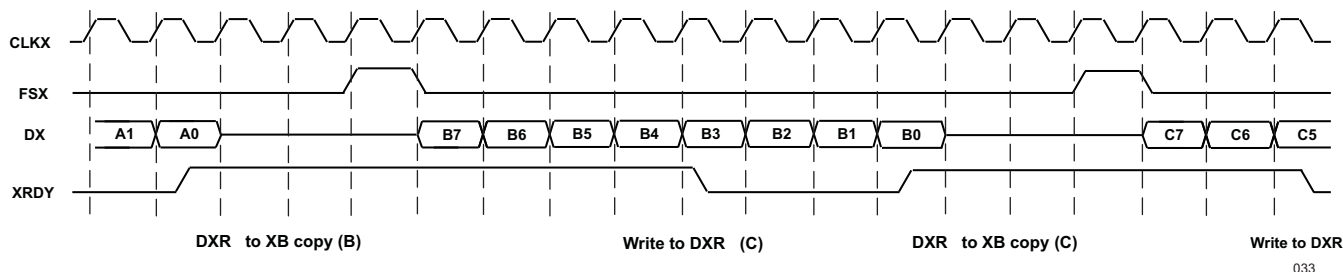 CLKX
FSX
DX A1 A0 B7 B6 B5 B4 B3 B2 B1 B0 C7 C6 C5
XRDY
DXR to XB copy (B) Write to DXR (C) DXR to XB copy (C) Write to DXR
033